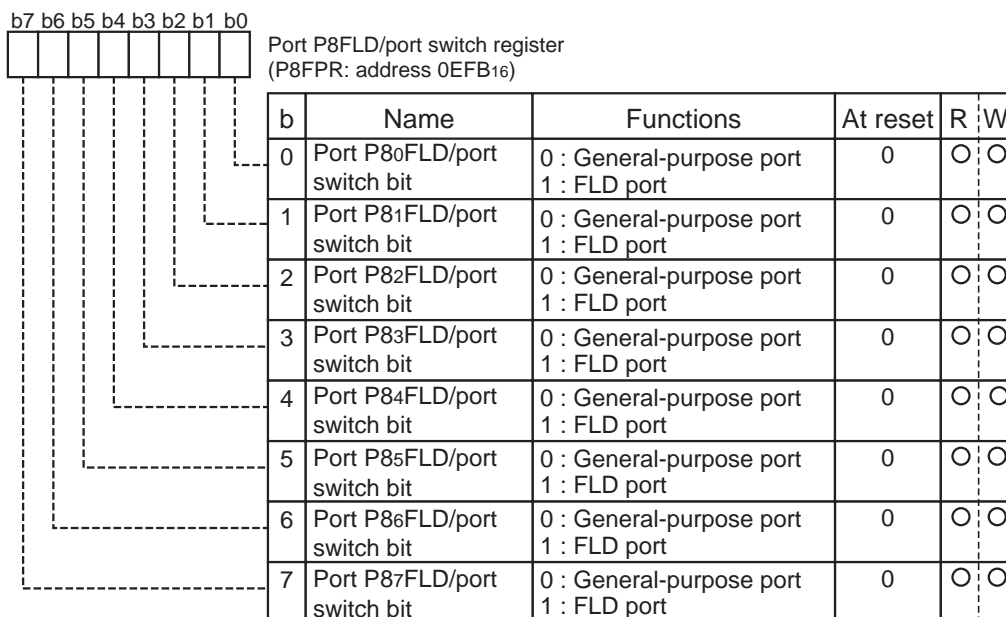 b7 b6 b5 b4 b3 b2 b1 b0
Port P8FLD/port switch register
(P8FPR: address 0EFB16)
b Name Functions At reset R W
0 Port P80FLD/port 0 : General-purpose port 0
switch bit 1 : FLD port
1 Port P81FLD/port 0 : General-purpose port 0
switch bit 1 : FLD port
2 Port P82FLD/port 0 : General-purpose port 0
switch bit 1 : FLD port
3 Port P83FLD/port 0 : General-purpose port 0
switch bit 1 : FLD port
4 Port P84FLD/port 0 : General-purpose port 0
switch bit 1 : FLD port
5 Port P85FLD/port 0 : General-purpose port 0
switch bit 1 : FLD port
6 Port P86FLD/port 0 : General-purpose port 0
switch bit 1 : FLD port
7 Port P87FLD/port 0 : General-purpose port 0
switch bit 1 : FLD port